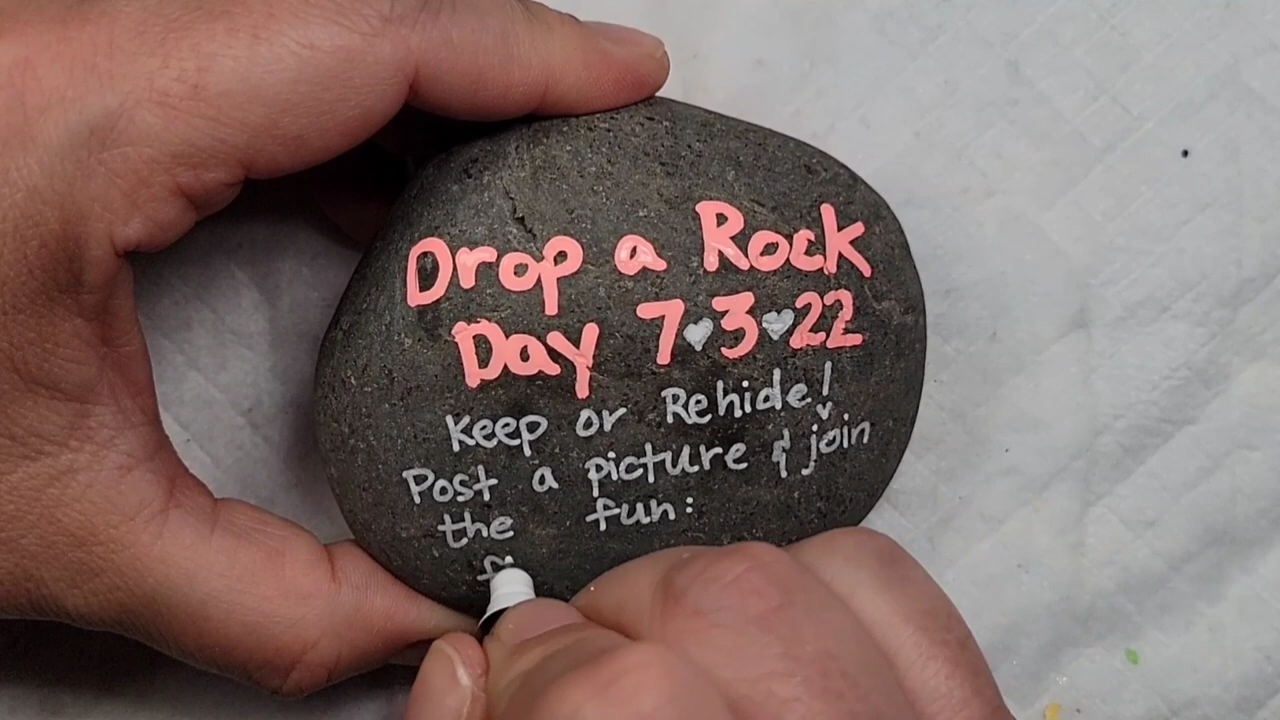 Drop a Rock
Day 7♥3♥22
Keep or Rehide!
Post a picture & join
the fun: